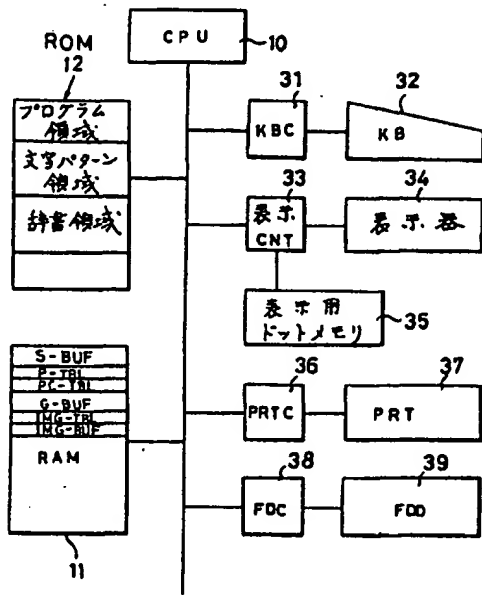 CPU
10
ROM
12
プログラム
領域
文字パターン
領域
辞書領域
31
KBC
32
KB
33
表示
CNT
34
表示器
表示用
ドットメモリ
35
S-BUF
P-TBL
PC-TBL
G-BUF
IMG-TBL
IMG-BUF
RAM
11
36
PRTC
37
PRT
38
FDC
39
FDD